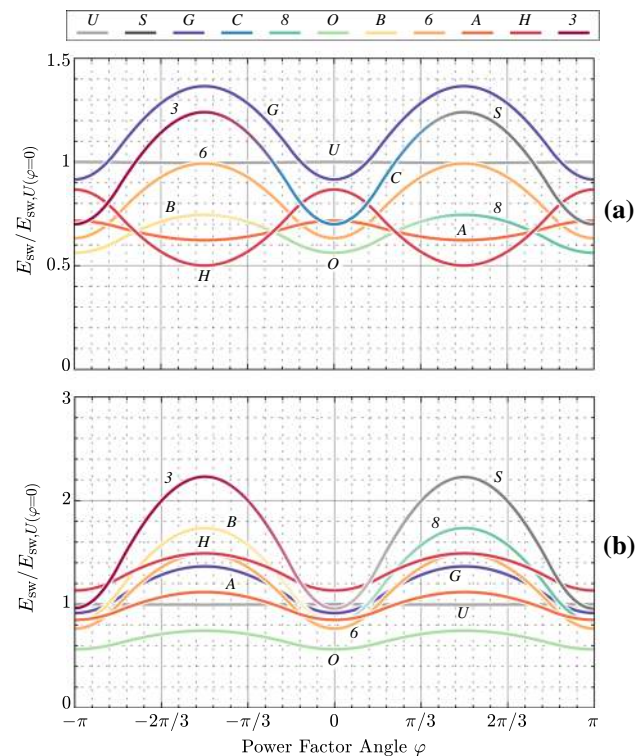 U S G C 8 O B 6 A H 3
1.5
3 G S
U
1
6 C
B 8
A
0.5 H O
0
E_sw/E_sw,U(φ=0)
(a)
3
3 S
2
B 8
H
A G
1 U
6
O
0
E_sw/E_sw,U(φ=0)
(b)
−π −2π/3 −π/3 0 π/3 2π/3 π
Power Factor Angle φ